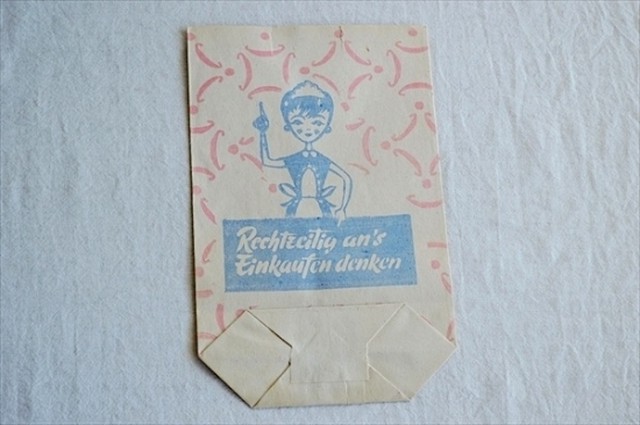 Rechtzeitig an's
Einkaufen denken